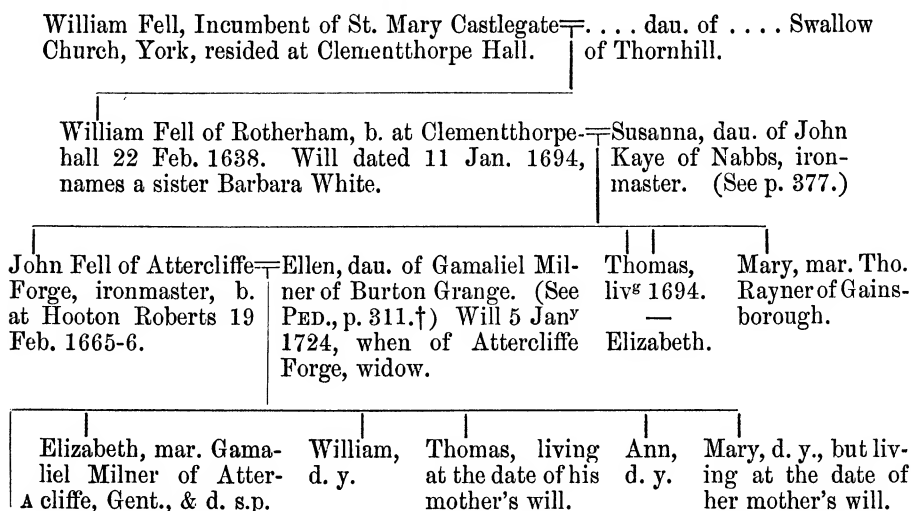 William Fell, Incumbent of St. Mary Castlegate=. . . . dau. of . . . . Swallow
Church, York, resided at Clementthorpe Hall. of Thornhill.
William Fell of Rotherham, b. at Clementthorpe-=Susanna, dau. of John
hall 22 Feb. 1638. Will dated 11 Jan. 1694, Kaye of Nabbs, iron-
names a sister Barbara White. master. (See p. 377.)
John Fell of Attercliffe=Ellen, dau. of Gamaliel Mil-
Forge, ironmaster, b. ner of Burton Grange. (See
at Hooton Roberts 19 PED., p. 311.†) Will 5 Janʸ
Feb. 1665-6. 1724, when of Attercliffe
Forge, widow.
Thomas,
livᵍ 1694.
—
Elizabeth.
Mary, mar. Tho.
Rayner of Gains-
borough.
Elizabeth, mar. Gama-
liel Milner of Atter-
A cliffe, Gent., & d. s.p.
William,
d. y.
Thomas, living
at the date of his
mother's will.
Ann,
d. y.
Mary, d. y., but liv-
ing at the date of
her mother's will.